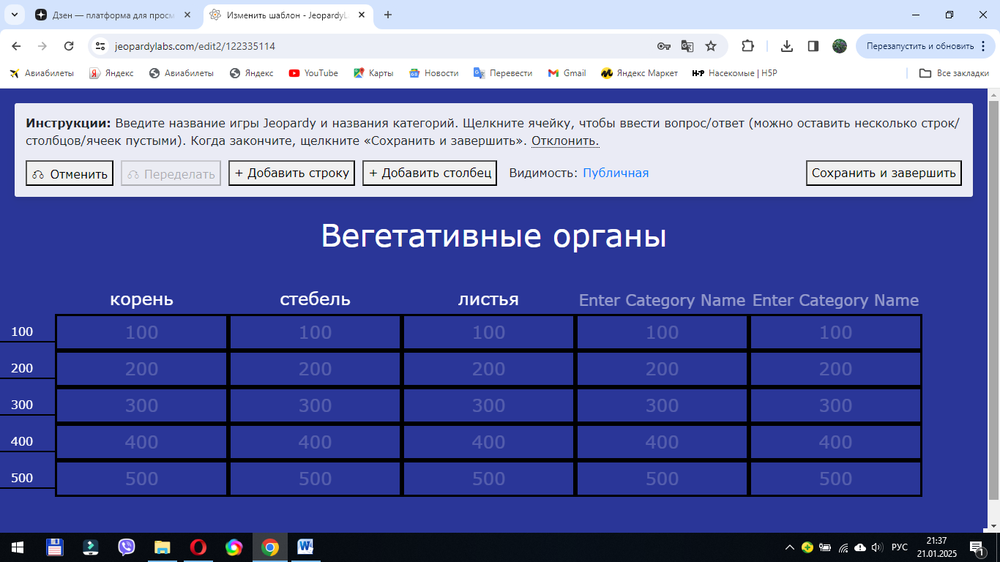 Дзен — платформа для просм
Изменить шаблон - JeopardyLa
jeopardylabs.com/edit2/122335114
Перезапустить и обновить
Авиабилеты
Яндекс
Авиабилеты
Яндекс
YouTube
Карты
Новости
Перевести
Gmail
Яндекс Маркет
H-P Насекомые | H5P
Все закладки
Инструкции: Введите название игры Jeopardy и названия категорий. Щелкните ячейку, чтобы ввести вопрос/ответ (можно оставить несколько строк/
столбцов/ячеек пустыми). Когда закончите, щелкните «Сохранить и завершить». Отклонить.
Отменить
Переделать
+ Добавить строку
+ Добавить столбец
Видимость: Публичная
Сохранить и завершить
Вегетативные органы
корень стебель листья Enter Category Name Enter Category Name
100 100 100 100 100 100
200 200 200 200 200 200
300 300 300 300 300 300
400 400 400 400 400 400
500 500 500 500 500 500
РУС
21:37
21.01.2025
1